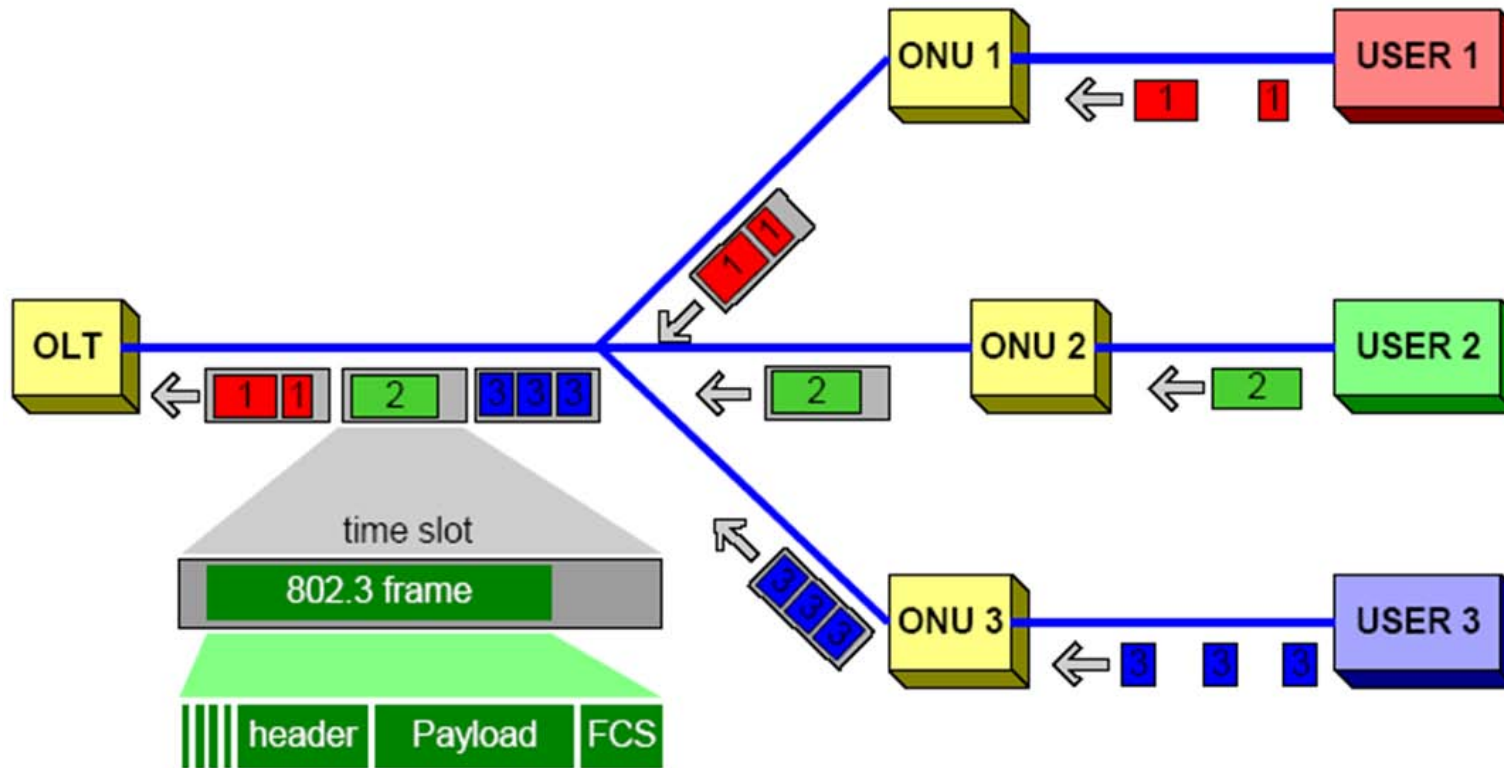 ONU 1
USER 1
1 1
1 1
OLT
ONU 2
USER 2
1 1 2 3 3 3
2
2
time slot
802.3 frame
3 3 3
ONU 3
USER 3
3 3 3
header Payload FCS